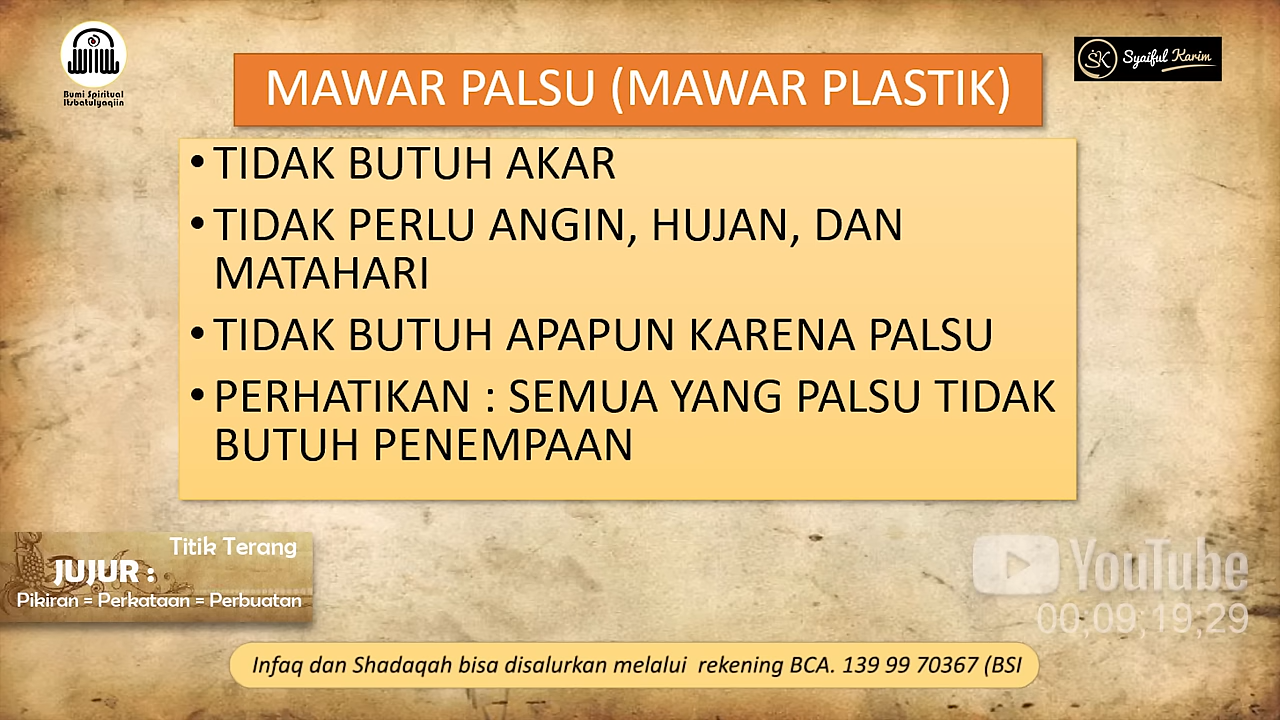 Bumi Spiritual
Itsbatulyaqiin
SK Syaiful Karim
MAWAR PALSU (MAWAR PLASTIK)
• TIDAK BUTUH AKAR
• TIDAK PERLU ANGIN, HUJAN, DAN
MATAHARI
• TIDAK BUTUH APAPUN KARENA PALSU
• PERHATIKAN : SEMUA YANG PALSU TIDAK
BUTUH PENEMPAAN
Titik Terang
JUJUR :
Pikiran = Perkataan = Perbuatan
YouTube
00;09;19;29
Infaq dan Shadaqah bisa disalurkan melalui rekening BCA. 139 99 70367 (BSI